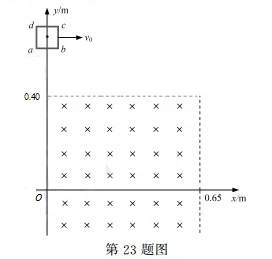 y/m
d c
v₀
a b
0.40
× × × × × ×
× × × × × ×
× × × × × ×
× × × × × ×
O 0.65 x/m
× × × × × ×
× × × × × ×
第 23 题图